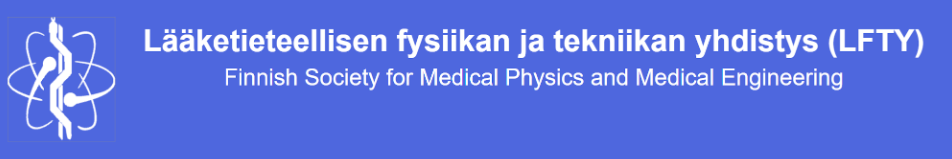 Lääketieteellisen fysiikan ja tekniikan yhdistys (LFTY)
Finnish Society for Medical Physics and Medical Engineering